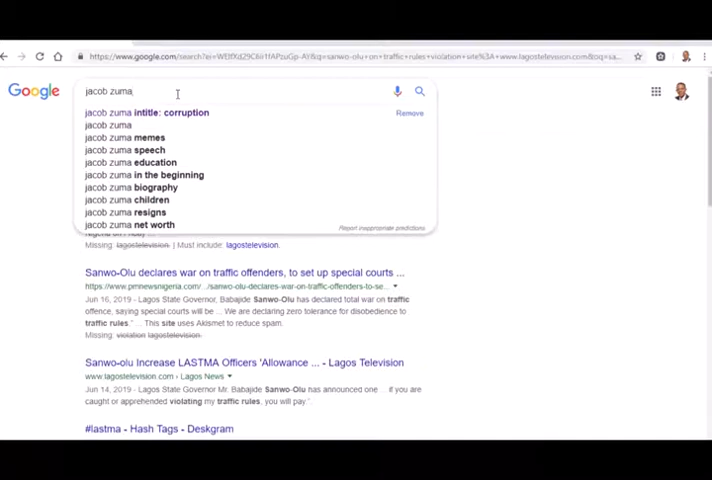 https://www.google.com/search?ei=
sanwo-olu+on+traffic+rules+violation+site%3A+www.lagostelevision.com&oq=sa...
Google
jacob zuma
jacob zuma intitle: corruption
Remove
jacob zuma
jacob zuma memes
jacob zuma speech
jacob zuma education
jacob zuma in the beginning
jacob zuma biography
jacob zuma children
jacob zuma resigns
jacob zuma net worth
Report inappropriate predictions
Missing: lagostelevision. | Must include: lagostelevision.
Sanwo-Olu declares war on traffic offenders, to set up special courts ...
https://www.pmnewsnigeria.com/.../sanwo-olu-declares-war-on-traffic-offenders-to-se...
Jun 16, 2019 - Lagos State Governor, Babajide Sanwo-Olu has declared total war on traffic
offence, saying special courts will be ... We are declaring zero tolerance for disobedience to
traffic rules." ... This site uses Akismet to reduce spam.
Missing: violation lagostelevision.
Sanwo-olu Increase LASTMA Officers 'Allowance ... - Lagos Television
www.lagostelevision.com › Lagos News
Jun 14, 2019 - Lagos State Governor Mr. Babajide Sanwo-Olu has announced one ... if you are
caught or apprehended violating my traffic rules, you will pay.".
#lastma - Hash Tags - Deskgram